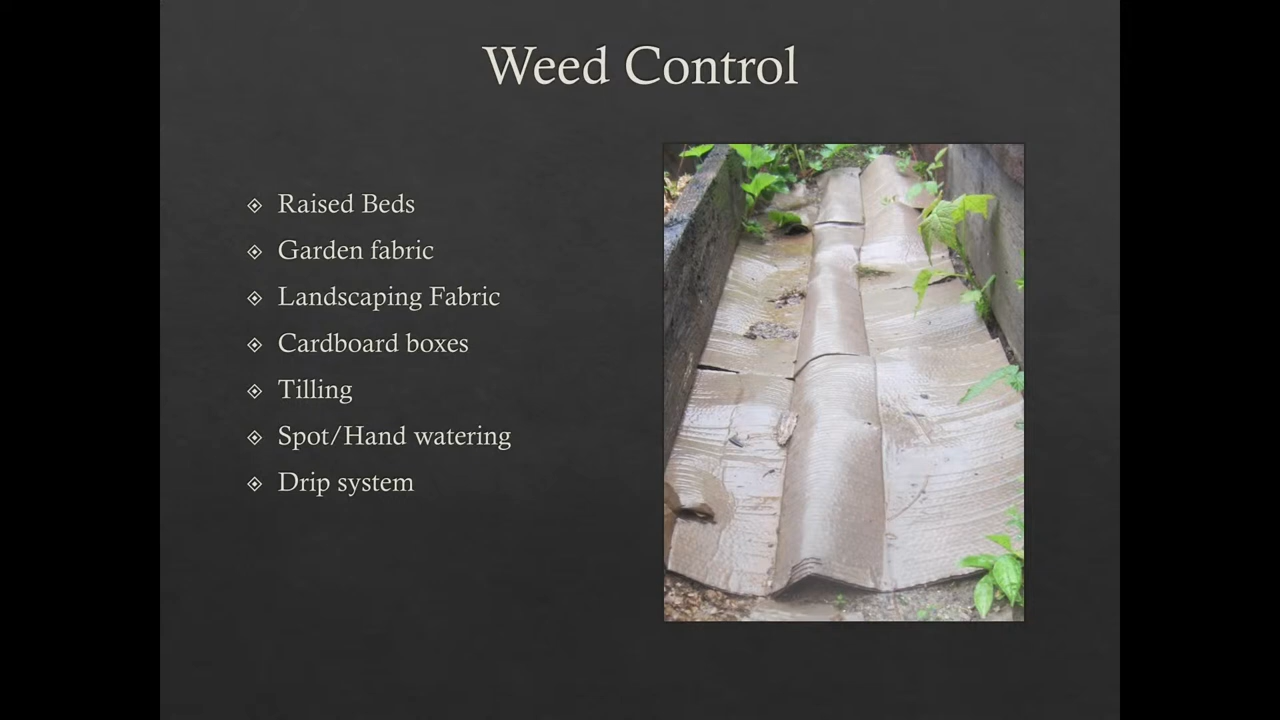 Weed Control
Raised Beds
Garden fabric
Landscaping Fabric
Cardboard boxes
Tilling
Spot/Hand watering
Drip system